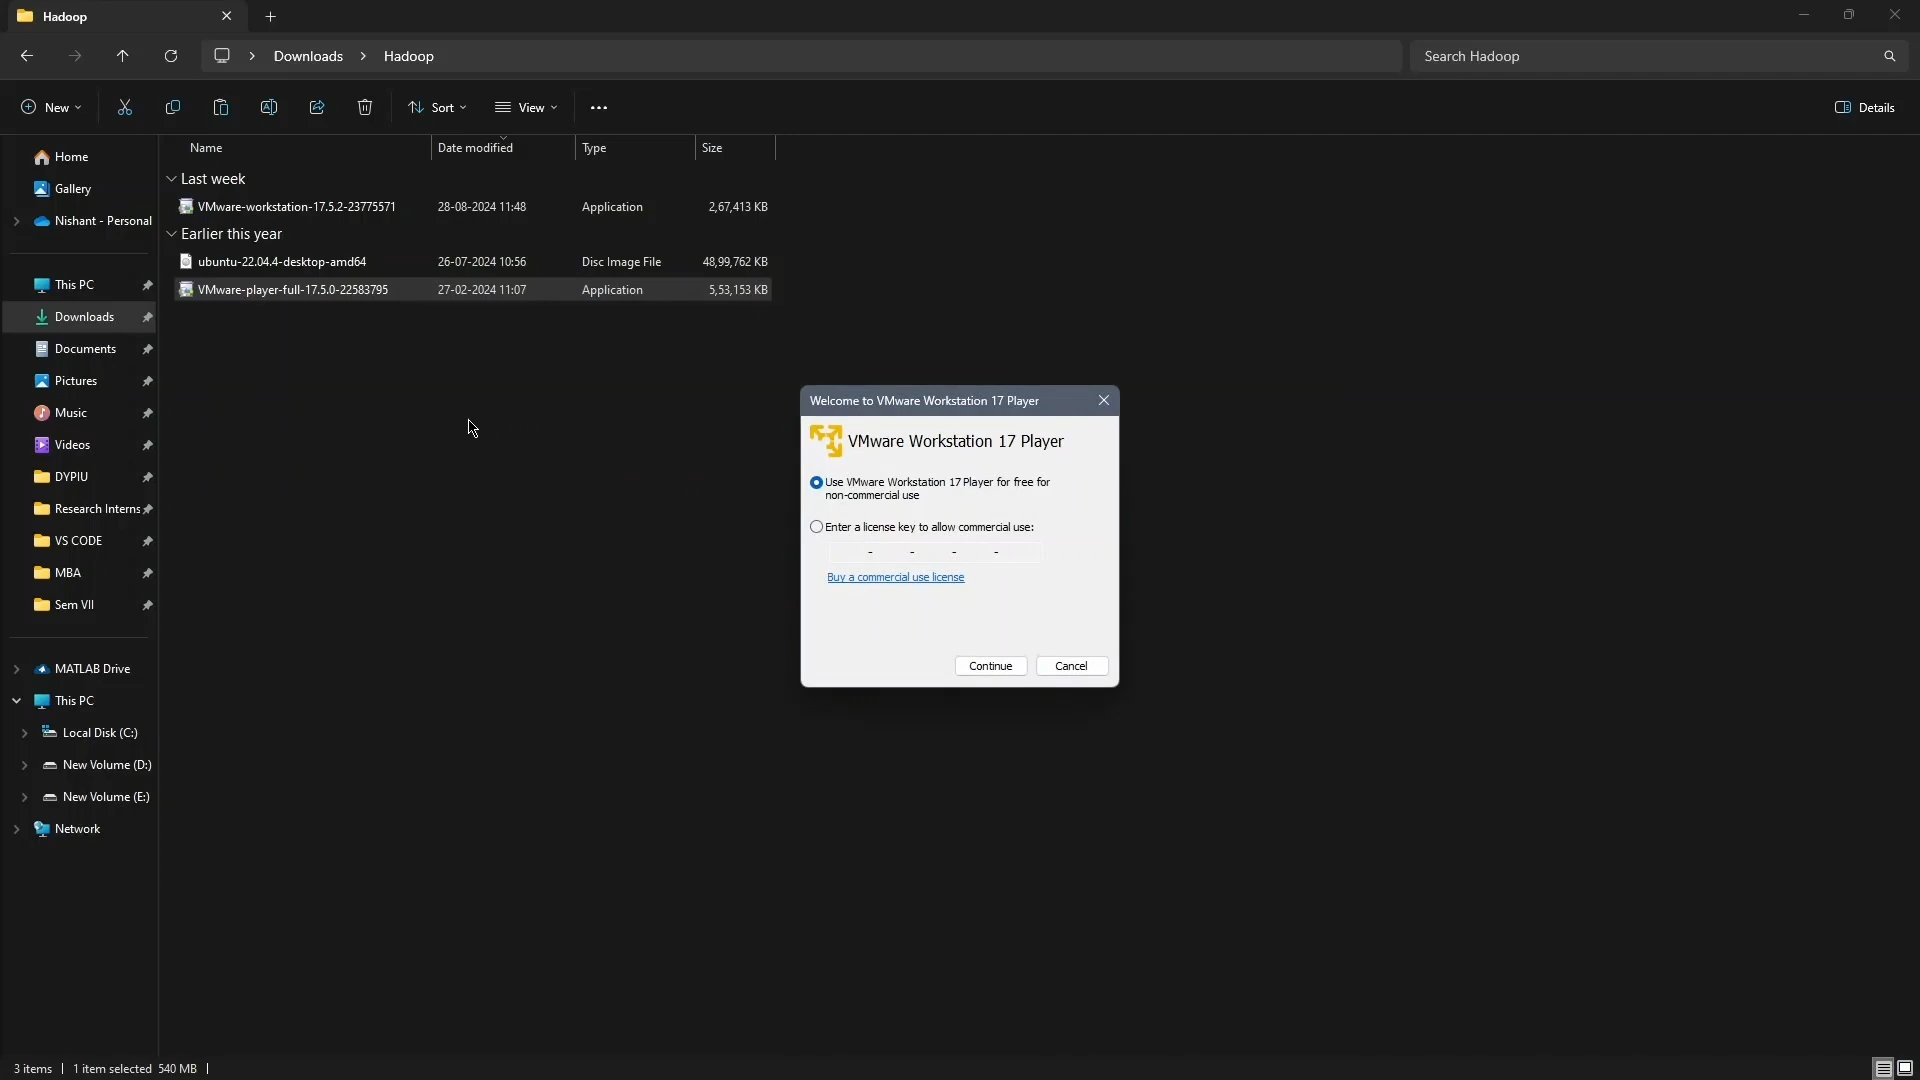 Hadoop
Downloads
Hadoop
Search Hadoop
New
Sort
View
Details
Name
Date modified
Type
Size
Home
Gallery
Nishant - Personal
This PC
Downloads
Documents
Pictures
Music
Videos
DYPIU
Research Interns
VS CODE
MBA
Sem VII
MATLAB Drive
This PC
Local Disk (C:)
New Volume (D:)
New Volume (E:)
Network
Last week
VMware-workstation-17.5.2-23775571 28-08-2024 11:48 Application 2,67,413 KB
Earlier this year
ubuntu-22.04.4-desktop-amd64 26-07-2024 10:56 Disc Image File 48,99,762 KB
VMware-player-full-17.5.0-22583795 27-02-2024 11:07 Application 5,53,153 KB
Welcome to VMware Workstation 17 Player
VMware Workstation 17 Player
Use VMware Workstation 17 Player for free for
non-commercial use
Enter a license key to allow commercial use:
- - - -
Buy a commercial use license
Continue
Cancel
3 items
1 item selected 540 MB